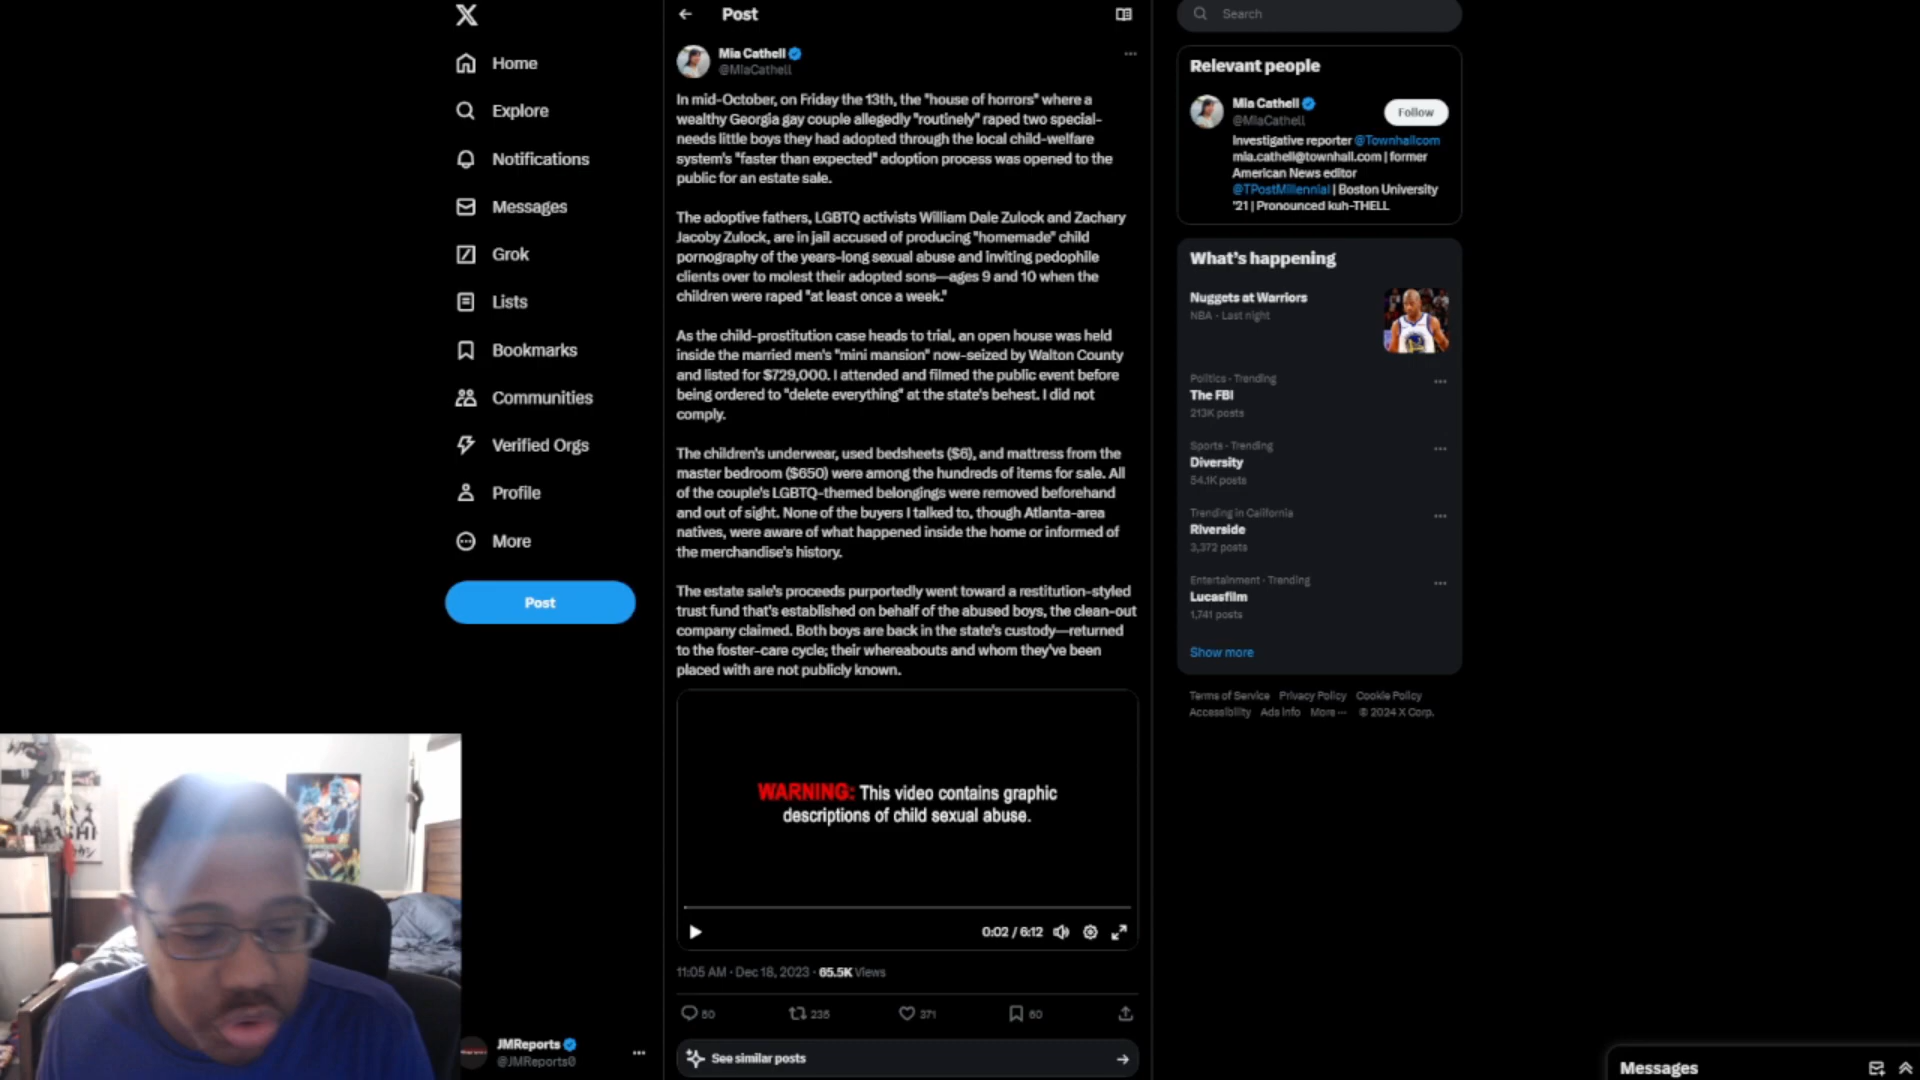 Post
Search
Mia Cathell
@MiaCathell
Home
Explore
Notifications
Messages
Grok
Lists
Bookmarks
Communities
Verified Orgs
Profile
More
Post
In mid-October, on Friday the 13th, the "house of horrors" where a
wealthy Georgia gay couple allegedly "routinely" raped two special-
needs little boys they had adopted through the local child-welfare
system's "faster than expected" adoption process was opened to the
public for an estate sale.
The adoptive fathers, LGBTQ activists William Dale Zulock and Zachary
Jacoby Zulock, are in jail accused of producing "homemade" child
pornography of the years-long sexual abuse and inviting pedophile
clients over to molest their adopted sons—ages 9 and 10 when the
children were raped "at least once a week."
As the child-prostitution case heads to trial, an open house was held
inside the married men's "mini mansion" now-seized by Walton County
and listed for $729,000. I attended and filmed the public event before
being ordered to "delete everything" at the state's behest. I did not
comply.
The children's underwear, used bedsheets ($6), and mattress from the
master bedroom ($650) were among the hundreds of items for sale. All
of the couple's LGBTQ-themed belongings were removed beforehand
and out of sight. None of the buyers I talked to, though Atlanta-area
natives, were aware of what happened inside the home or informed of
the merchandise's history.
The estate sale's proceeds purportedly went toward a restitution-styled
trust fund that's established on behalf of the abused boys, the clean-out
company claimed. Both boys are back in the state's custody—returned
to the foster-care cycle; their whereabouts and whom they've been
placed with are not publicly known.
WARNING: This video contains graphic
descriptions of child sexual abuse.
0:02 / 6:12
11:05 AM · Dec 18, 2023 · 65.5K Views
50 235 371 60
See similar posts
Relevant people
Mia Cathell
@MiaCathell
Follow
Investigative reporter @Townhallcom
mia.cathell@townhall.com | former
American News editor
@TPostMillennial | Boston University
'21 | Pronounced kuh-THELL
What's happening
Nuggets at Warriors
NBA · Last night
Politics · Trending
The FBI
213K posts
Sports · Trending
Diversity
54.1K posts
Trending in California
Riverside
3,372 posts
Entertainment · Trending
Lucasfilm
1,741 posts
Show more
Terms of Service Privacy Policy Cookie Policy
Accessibility Ads info More ··· © 2024 X Corp.
JMReports
@JMReports0
Messages